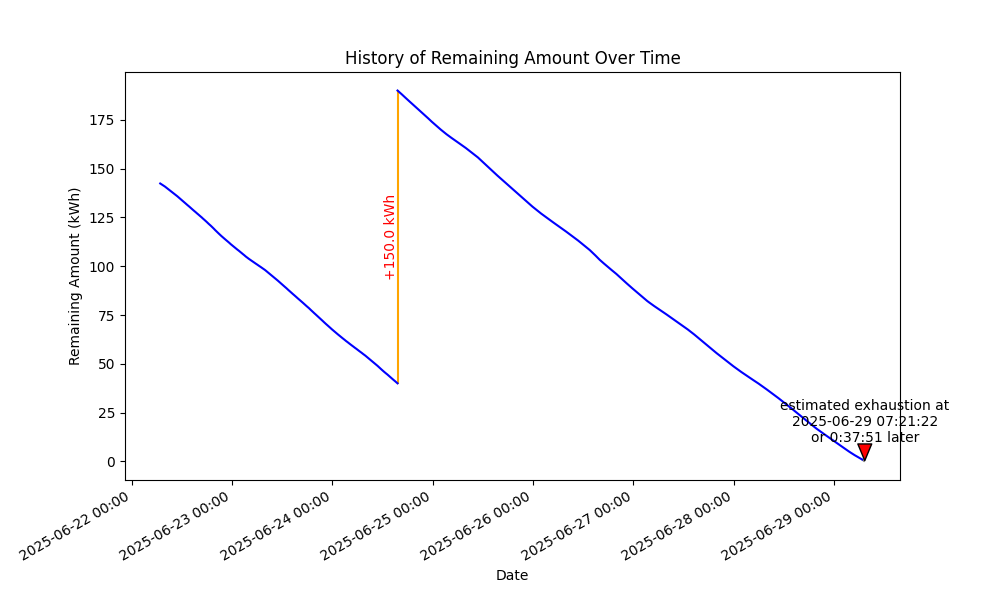 History of Remaining Amount Over Time
Remaining Amount (kWh)
175
150
125
100
75
50
25
0
+150.0 kWh
estimated exhaustion at
2025-06-29 07:21:22
or 0:37:51 later
2025-06-22 00:00
2025-06-23 00:00
2025-06-24 00:00
2025-06-25 00:00
2025-06-26 00:00
2025-06-27 00:00
2025-06-28 00:00
2025-06-29 00:00
Date